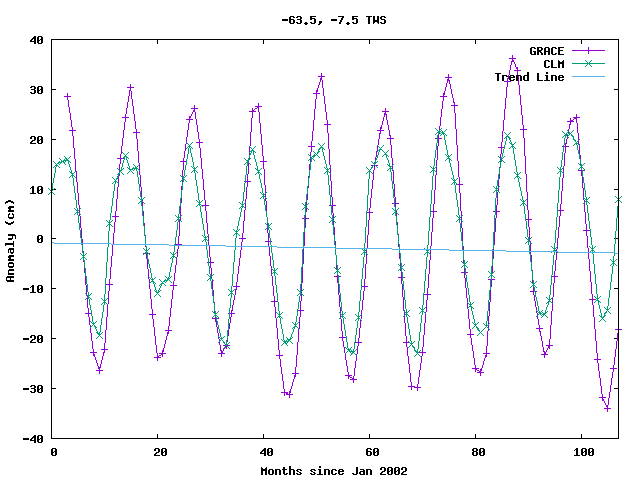 -63.5, -7.5 TWS
GRACE
CLM
Trend Line
40
30
20
10
0
-10
-20
-30
-40
Anomaly (cm)
0 20 40 60 80 100
Months since Jan 2002